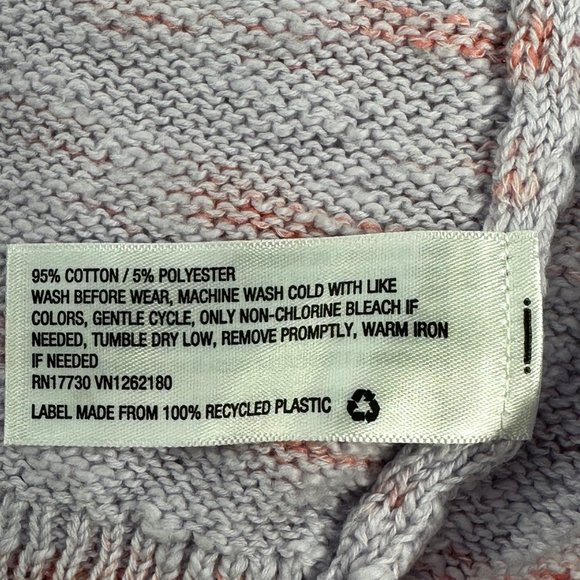 95% COTTON / 5% POLYESTER
WASH BEFORE WEAR, MACHINE WASH COLD WITH LIKE
COLORS, GENTLE CYCLE, ONLY NON-CHLORINE BLEACH IF
NEEDED, TUMBLE DRY LOW, REMOVE PROMPTLY, WARM IRON
IF NEEDED
RN17730 VN1262180
LABEL MADE FROM 100% RECYCLED PLASTIC